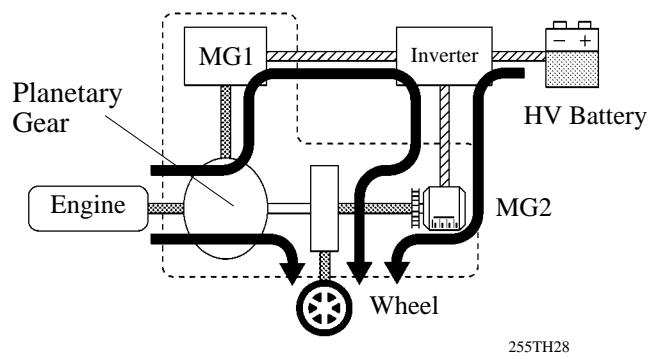 MG1
Inverter
− +
HV Battery
Planetary
Gear
Engine
MG2
Wheel
255TH28